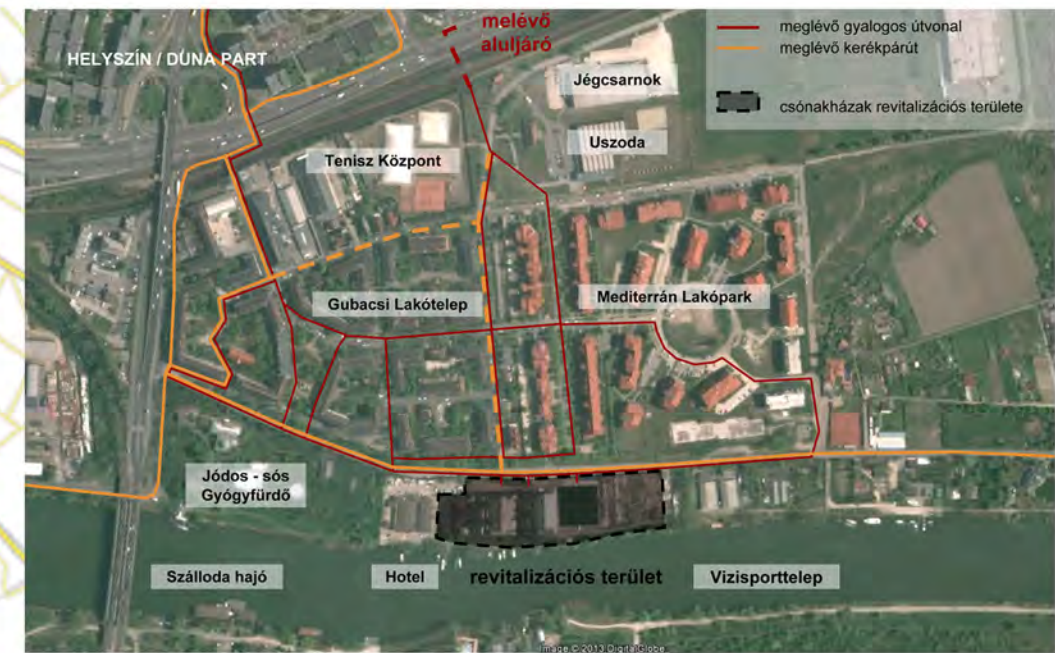 melévő
aluljáró
meglévő gyalogos útvonal
meglévő kerékpárút
HELYSZÍN / DUNA PART
Jégcsarnok
csónakházak revitalizációs területe
Uszoda
Tenisz Központ
Gubacsi Lakótelep
Mediterrán Lakópark
Jódos - sós
Gyógyfürdő
Szálloda hajó
Hotel
revitalizációs terület
Vizisporttelep
Image © 2013 DigitalGlobe